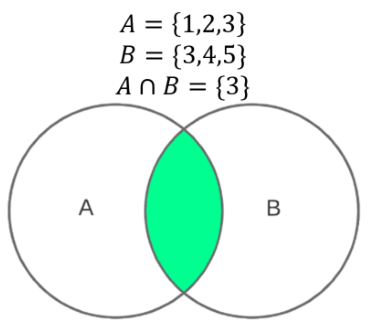 A = {1,2,3}
B = {3,4,5}
A ∩ B = {3}
A B